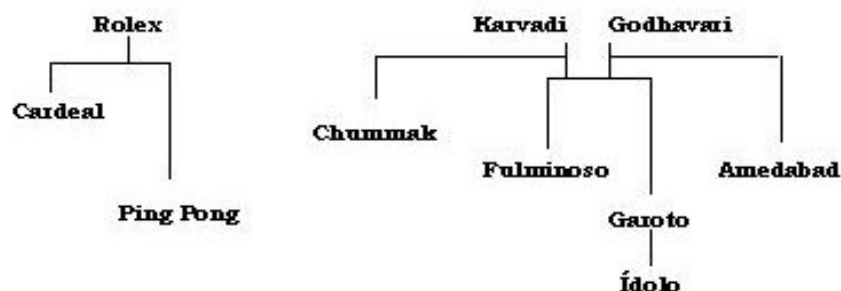 Rolex Karvadi Godhavari
Cardeal
Chummak
Fulminoso Amedabad
Ping Pong
Garoto
Ídolo